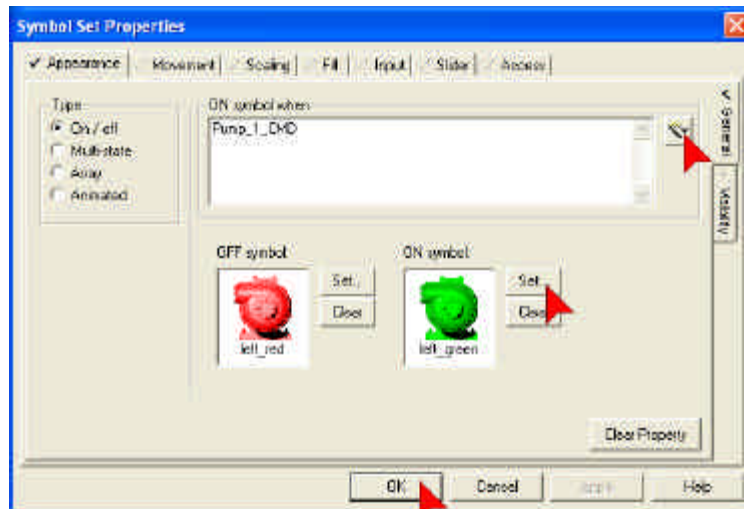 Symbol Set Properties
Appearance Movement Scaling Fill Input Slider Access
General
Visibility
Type
On / off
Multi-state
Array
Animated
ON symbol when
Pump_1_CMD
OFF symbol
ON symbol
Set..
Clear
Set
Clear
left_red
left_green
Clear Property
OK
Cancel
Apply
Help